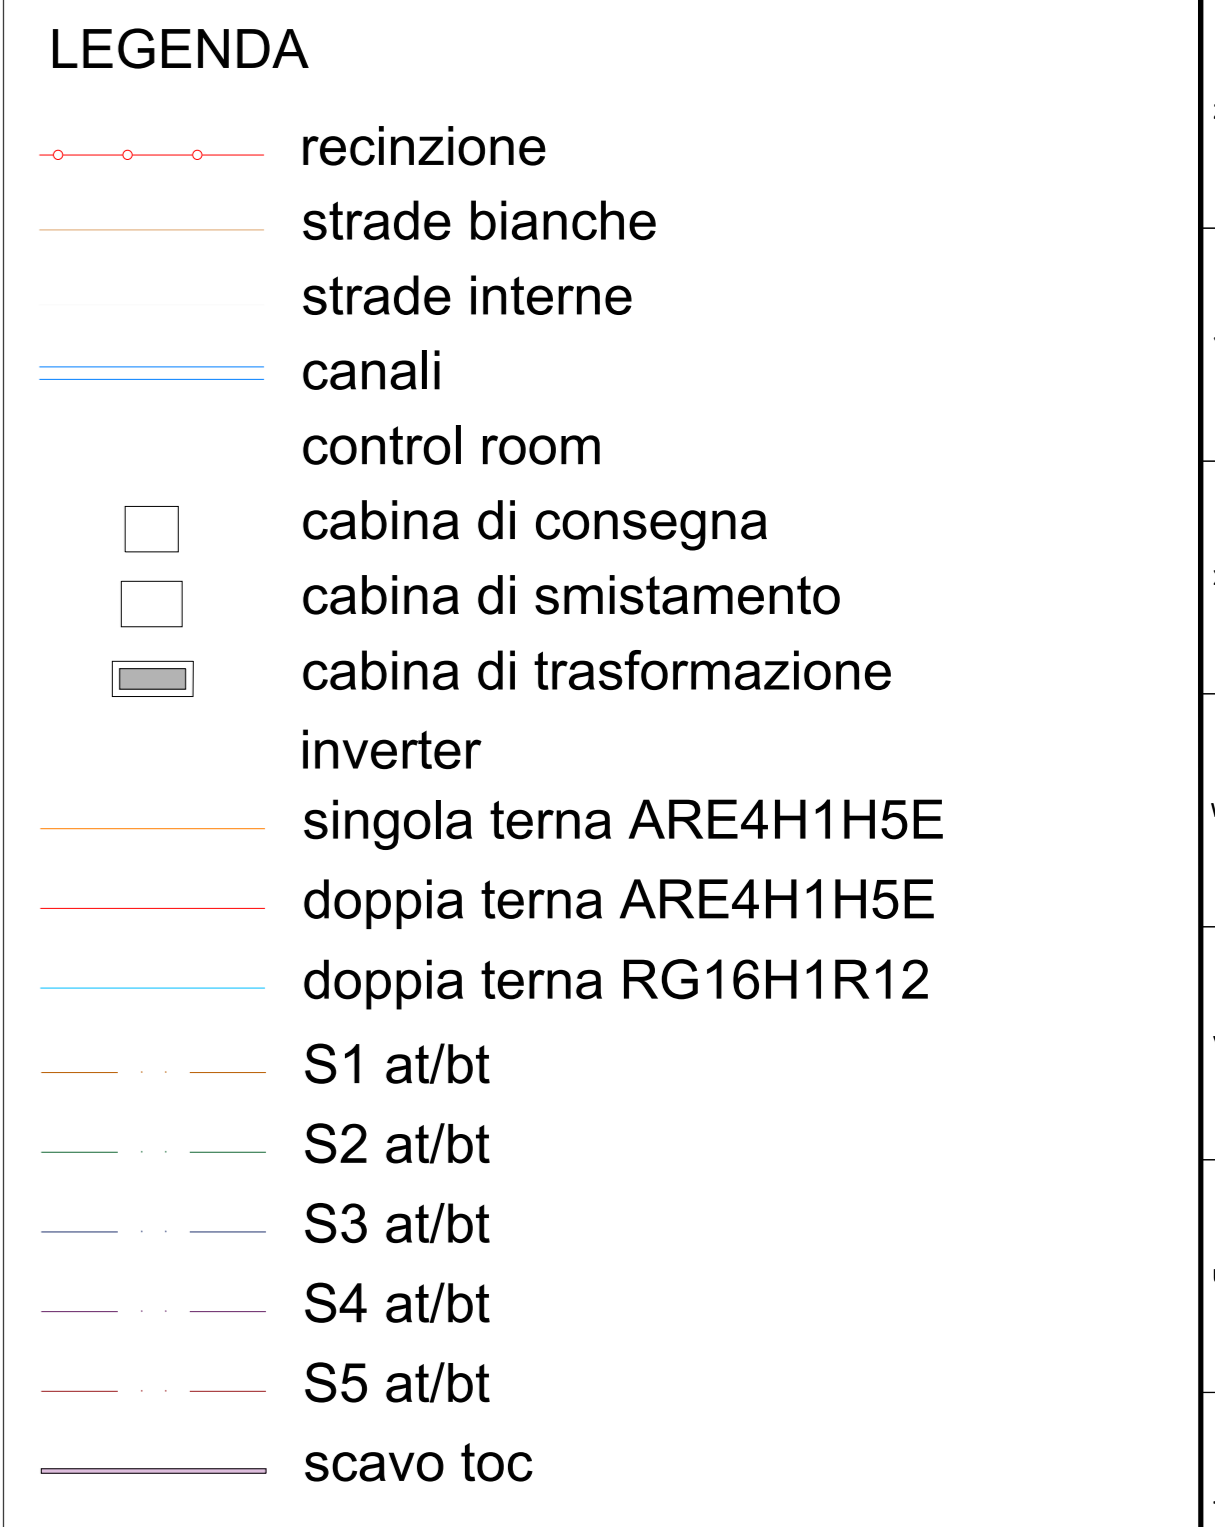 LEGENDA
recinzione
strade bianche
strade interne
canali
control room
cabina di consegna
cabina di smistamento
cabina di trasformazione
inverter
singola terna ARE4H1H5E
doppia terna ARE4H1H5E
doppia terna RG16H1R12
S1 at/bt
S2 at/bt
S3 at/bt
S4 at/bt
S5 at/bt
scavo toc